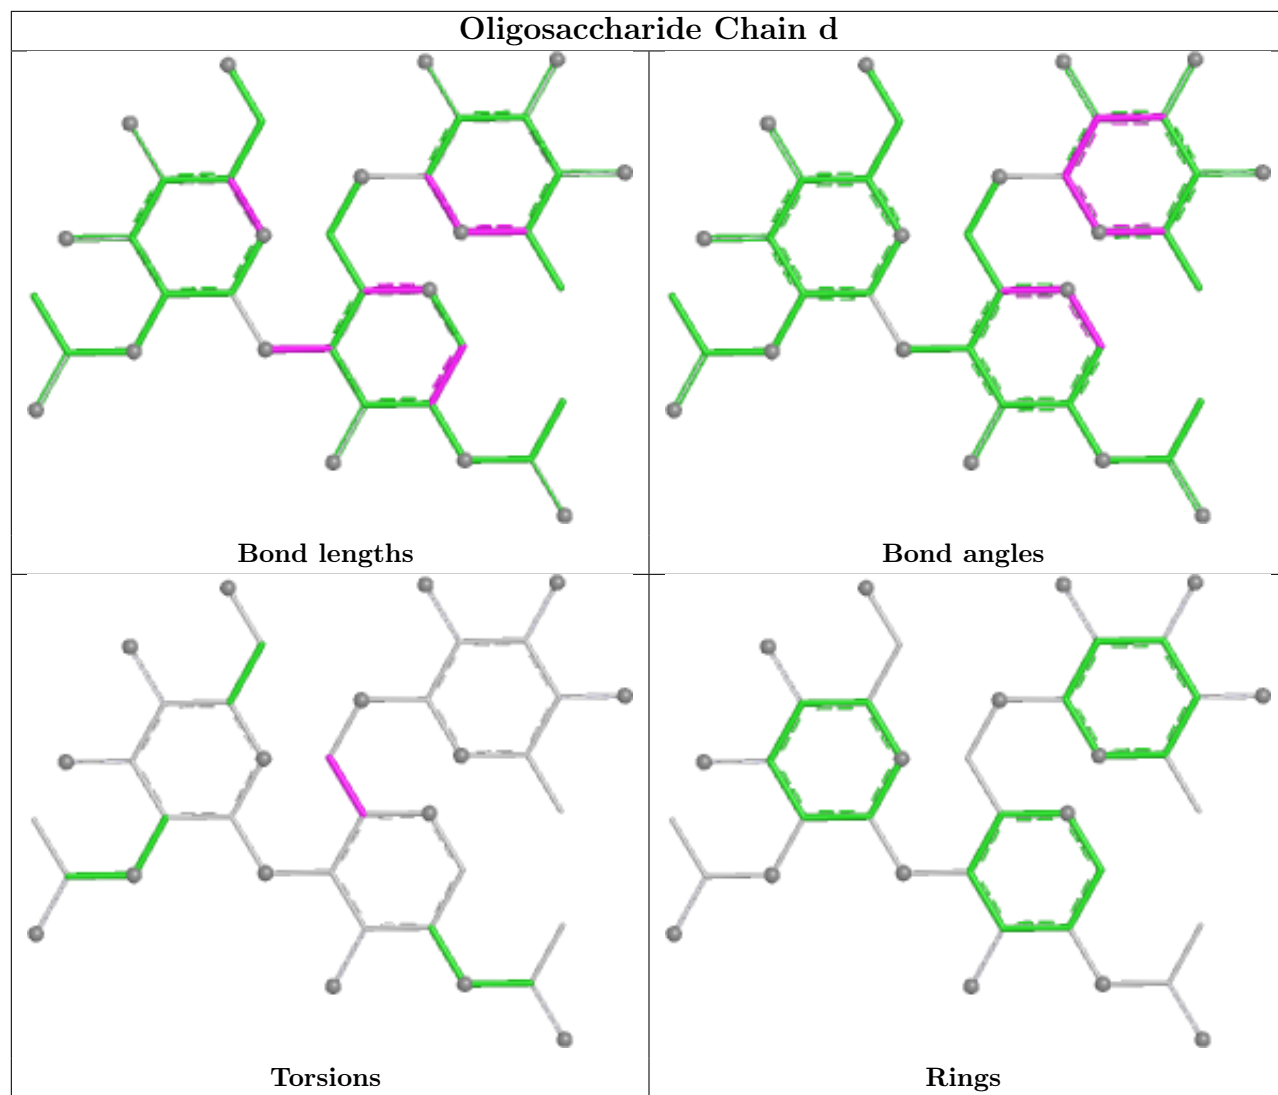 Oligosaccharide Chain d
Bond lengths
Bond angles
Torsions
Rings